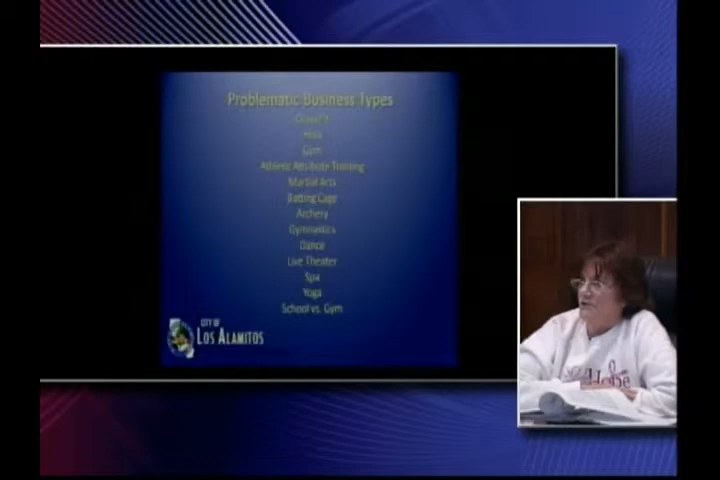 Problematic Business Types
CrossFit
Gym
Athletic Attribute Training
Martial Arts
Batting Cage
Archery
Gymnastics
Dance
Live Theater
Spa
Yoga
School vs. Gym
CITY OF
LOS ALAMITOS
Hope